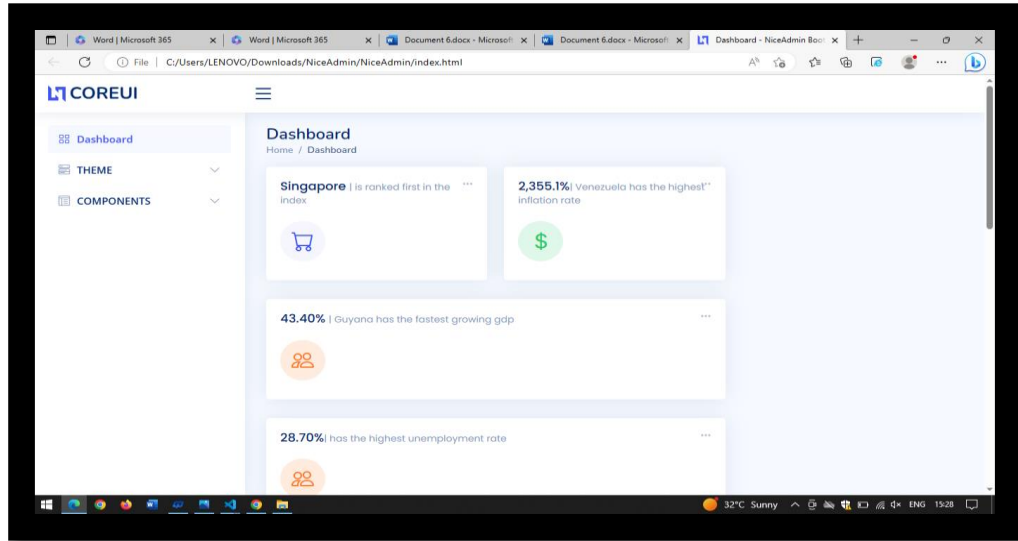 Word | Microsoft 365
Word | Microsoft 365
Document 6.docx - Microsoft
Document 6.docx - Microsoft
Dashboard - NiceAdmin Boo
File | C:/Users/LENOVO/Downloads/NiceAdmin/NiceAdmin/index.html
COREUI
Dashboard
THEME
COMPONENTS
Dashboard
Home / Dashboard
Singapore | is ranked first in the
index
2,355.1%| Venezuela has the highest
inflation rate
$
43.40% | Guyana has the fastest growing gdp
28.70%| has the highest unemployment rate
32°C Sunny
ENG
15:28